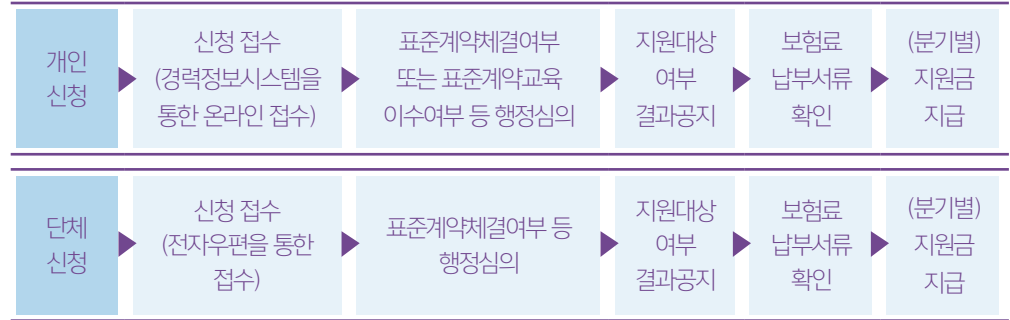 개인
신청
신청 접수
(경력정보시스템을
통한 온라인 접수)
표준계약체결여부
또는 표준계약교육
이수여부 등 행정심의
지원대상
여부
결과공지
보험료
납부서류
확인
(분기별)
지원금
지급
단체
신청
신청 접수
(전자우편을 통한
접수)
표준계약체결여부 등
행정심의
지원대상
여부
결과공지
보험료
납부서류
확인
(분기별)
지원금
지급